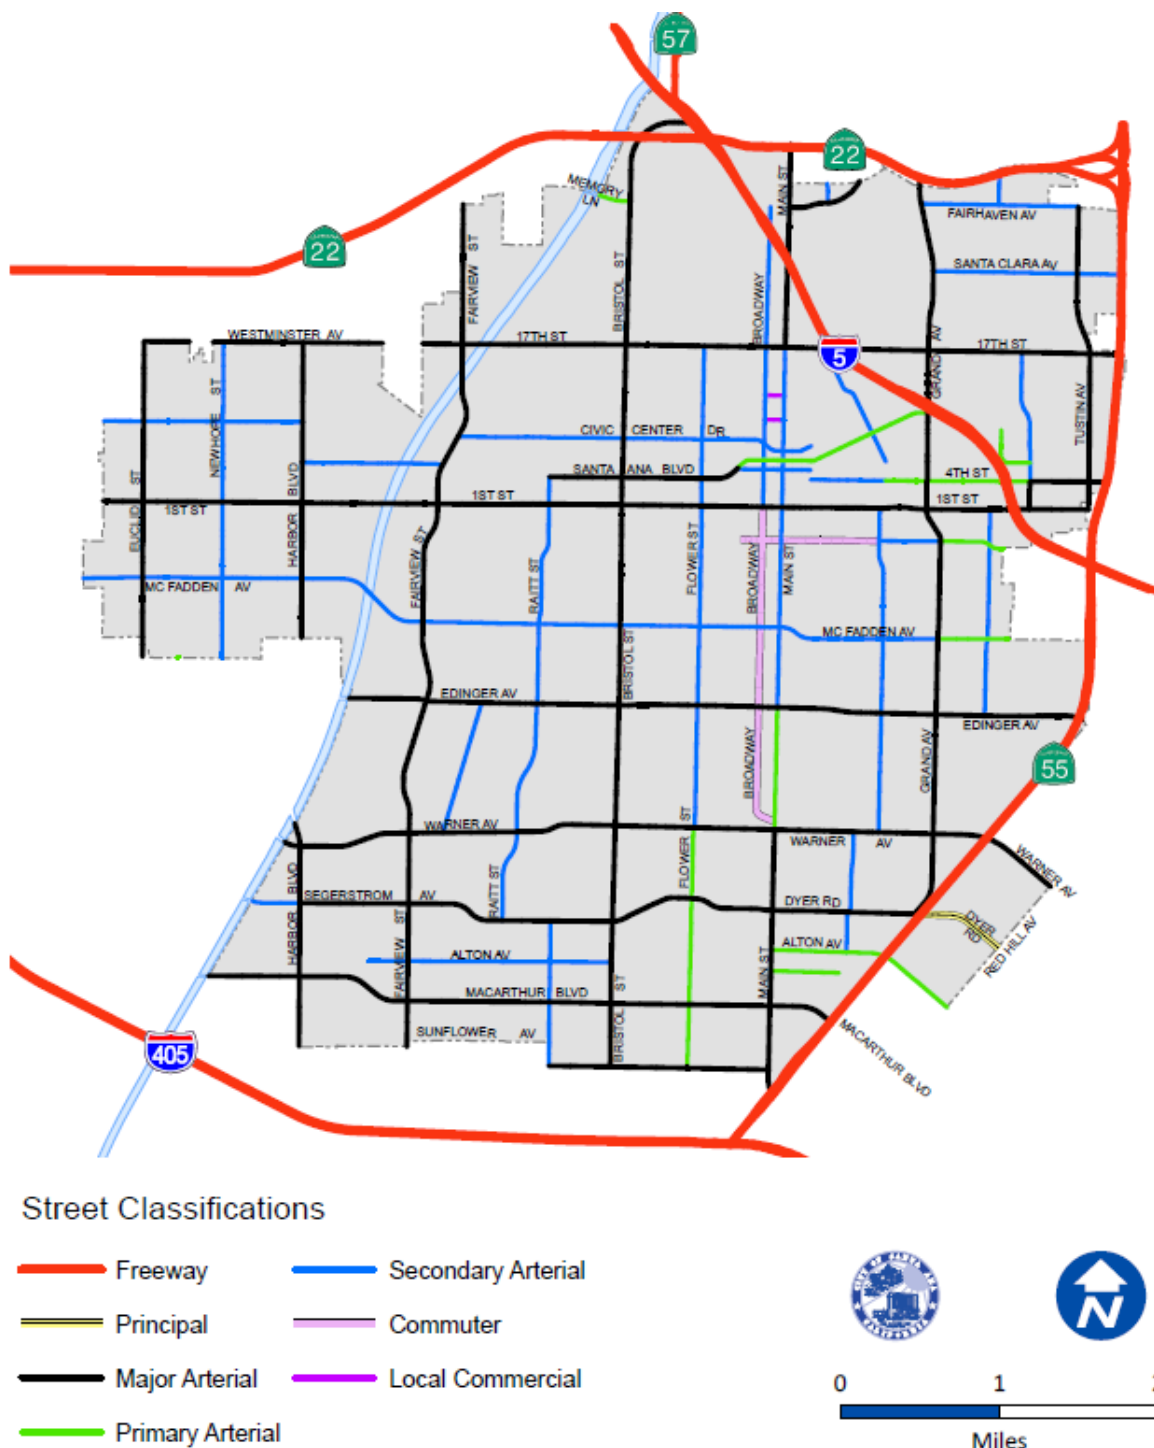 57
22
MAIN ST
MEMORY
LN
FAIRHAVEN AV
22
FAIRVIEW ST
BRISTOL ST
BROADWAY
SANTA CLARA AV
WESTMINSTER AV
17TH ST
5
17TH ST
GRAND AV
NEWHOPE ST
TUSTIN AV
CIVIC CENTER DR
EUCLID ST
HARBOR BLVD
SANTA ANA BLVD
4TH ST
1ST ST
1ST ST
1ST ST
FAIRVIEW ST
RAITT ST
FLOWER ST
BROADWAY
MAIN ST
MC FADDEN AV
MC FADDEN AV
BRISTOL ST
EDINGER AV
EDINGER AV
BROADWAY
GRAND AV
55
WARNER AV
FLOWER ST
WARNER AV
WARNER AV
HARBOR BLVD
SEGERSTROM AV
RAITT ST
DYER RD
DYER
RD
RED HILL AV
FAIRVIEW ST
ALTON AV
ALTON AV
MAIN ST
MACARTHUR BLVD
BRISTOL ST
SUNFLOWER AV
MACARTHUR BLVD
405
Street Classifications
Freeway
Secondary Arterial
Principal
Commuter
Major Arterial
Local Commercial
Primary Arterial
CITY OF SANTA ANA
CALIFORNIA
N
0 1 2
Miles